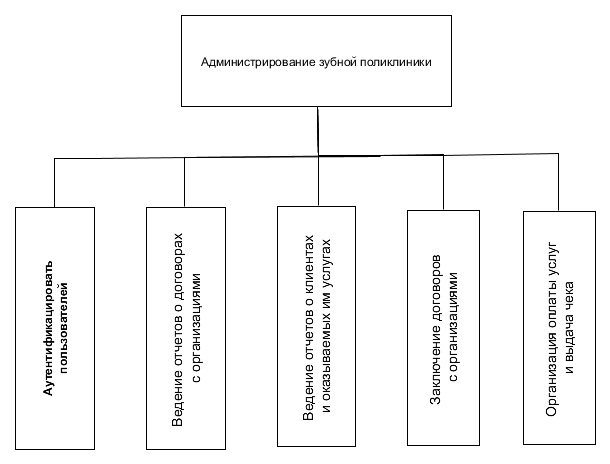 Администрирование зубной поликлиники
Аутентификацировать
пользователей
Ведение отчетов о договорах
с организациями
Ведение отчетов о клиентах
и оказываемых им услугах
Заключение договоров
с организациями
Организация оплаты услуг
и выдача чека